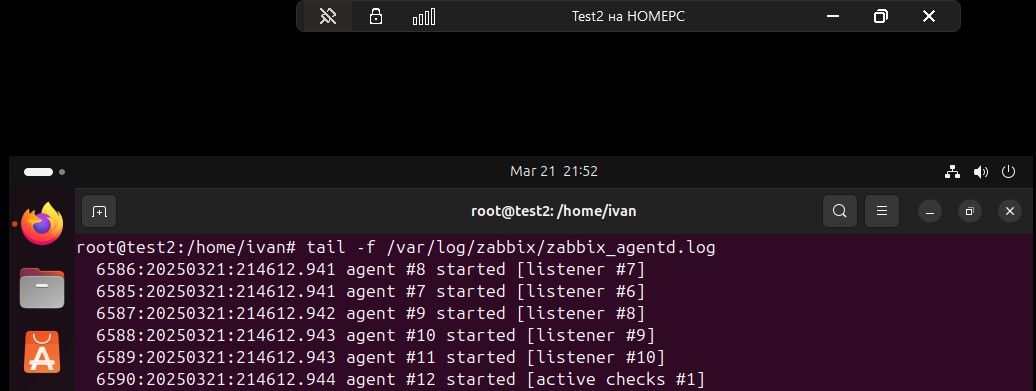 Test2 на HOMEPC
Mar 21 21:52
root@test2: /home/ivan
root@test2:/home/ivan# tail -f /var/log/zabbix/zabbix_agentd.log
6586:20250321:214612.941 agent #8 started [listener #7]
6585:20250321:214612.941 agent #7 started [listener #6]
6587:20250321:214612.942 agent #9 started [listener #8]
6588:20250321:214612.943 agent #10 started [listener #9]
6589:20250321:214612.943 agent #11 started [listener #10]
6590:20250321:214612.944 agent #12 started [active checks #1]